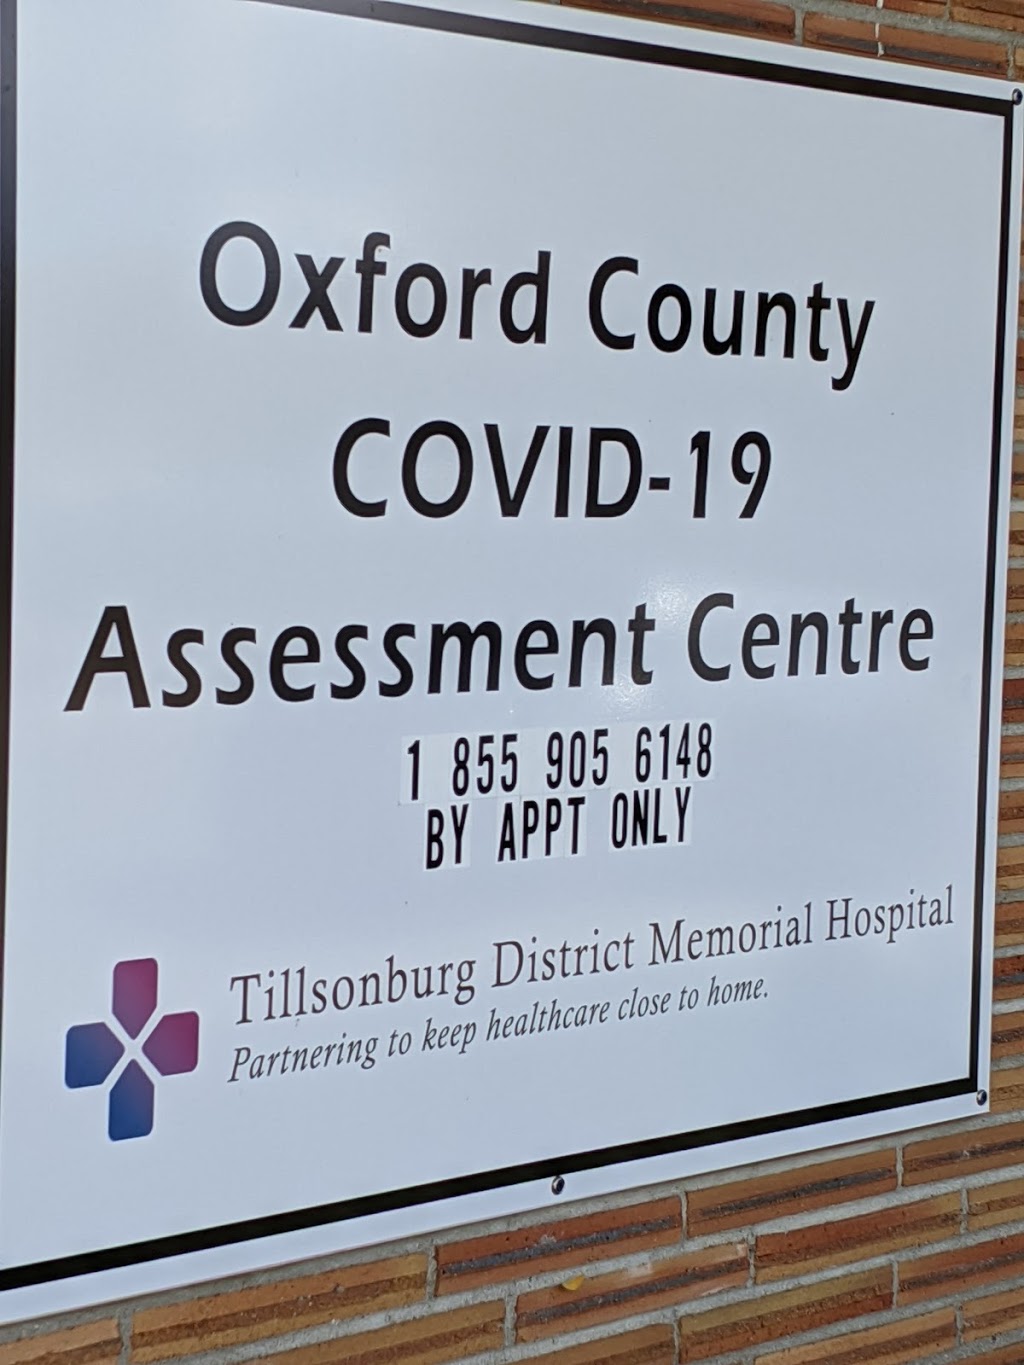 Oxford County
COVID-19
Assessment Centre
1 855 905 6148
BY APPT ONLY
Tillsonburg District Memorial Hospital
Partnering to keep healthcare close to home.